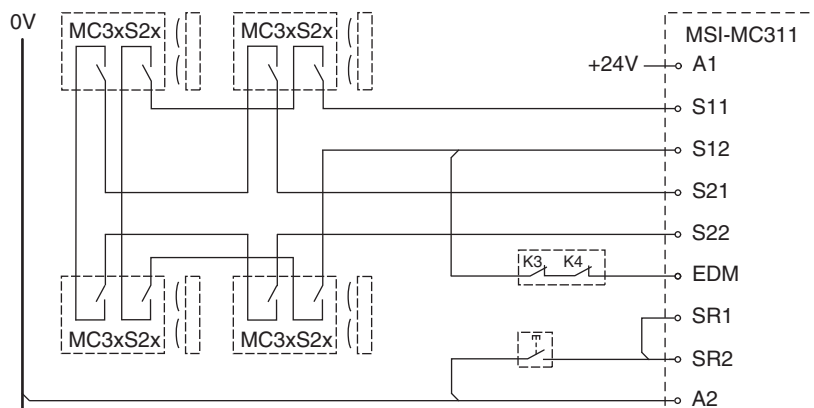 0V
MC3xS2x
MC3xS2x
MSI-MC311
+24V
A1
S11
S12
S21
S22
K3
K4
EDM
SR1
MC3xS2x
MC3xS2x
SR2
A2